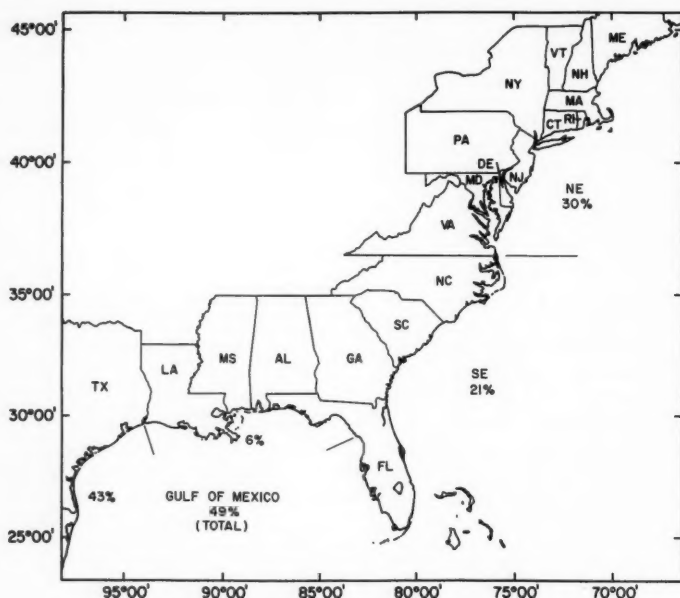 45°00'
40°00'
35°00'
30°00'
25°00'
ME
VT
NH
NY
MA
CT
RI
PA
DE
MD
NJ
NE
30%
VA
NC
SC
TX
LA
MS
AL
GA
SE
21%
6%
FL
43%
GULF OF MEXICO
49%
(TOTAL)
95°00'
90°00'
85°00'
80°00'
75°00'
70°00'